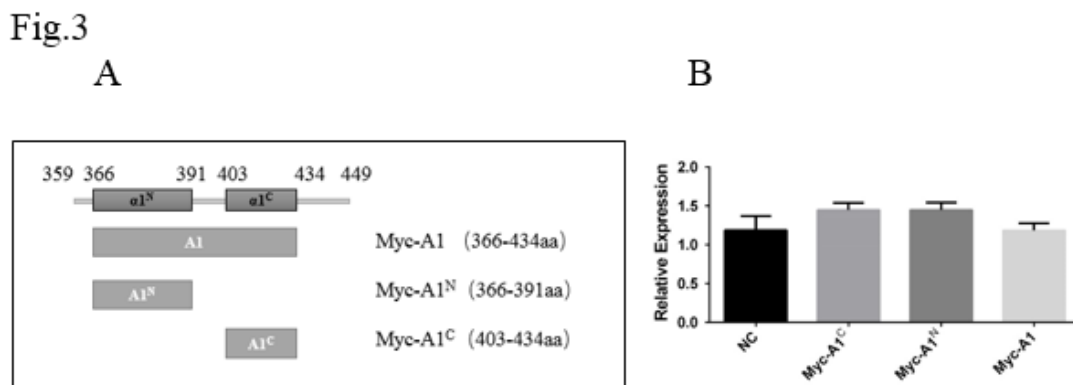 Fig.3
A
B
359 366 391 403 434 449
α1ᴺ α1ᶜ
A1 Myc-A1 (366-434aa)
A1ᴺ Myc-A1ᴺ (366-391aa)
A1ᶜ Myc-A1ᶜ (403-434aa)
Relative Expression
2.0
1.5
1.0
0.5
0.0
NC Myc-A1ᶜ Myc-A1ᴺ Myc-A1